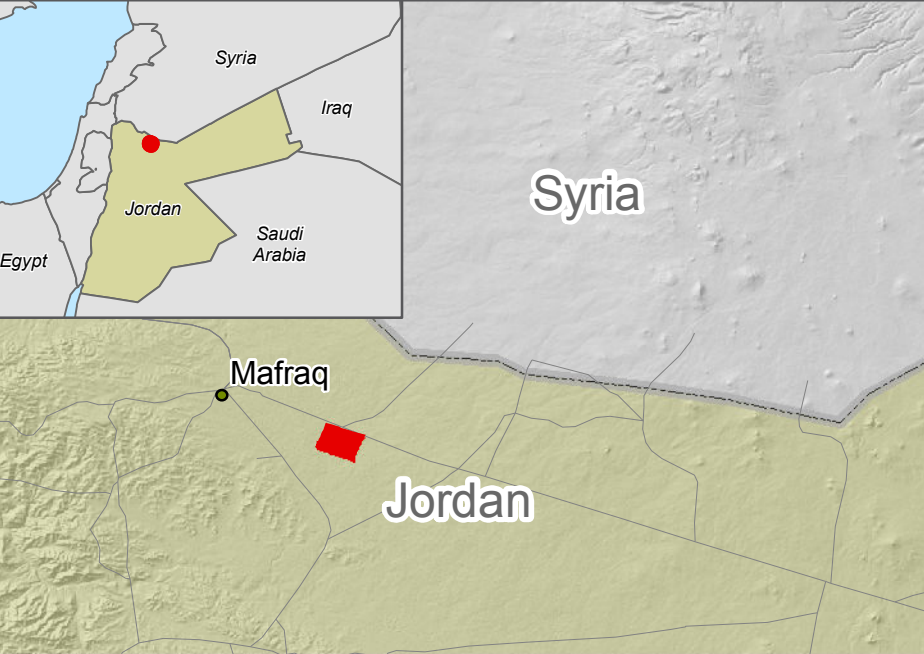 Syria
Iraq
Jordan
Saudi
Arabia
Egypt
Syria
Mafraq
Jordan